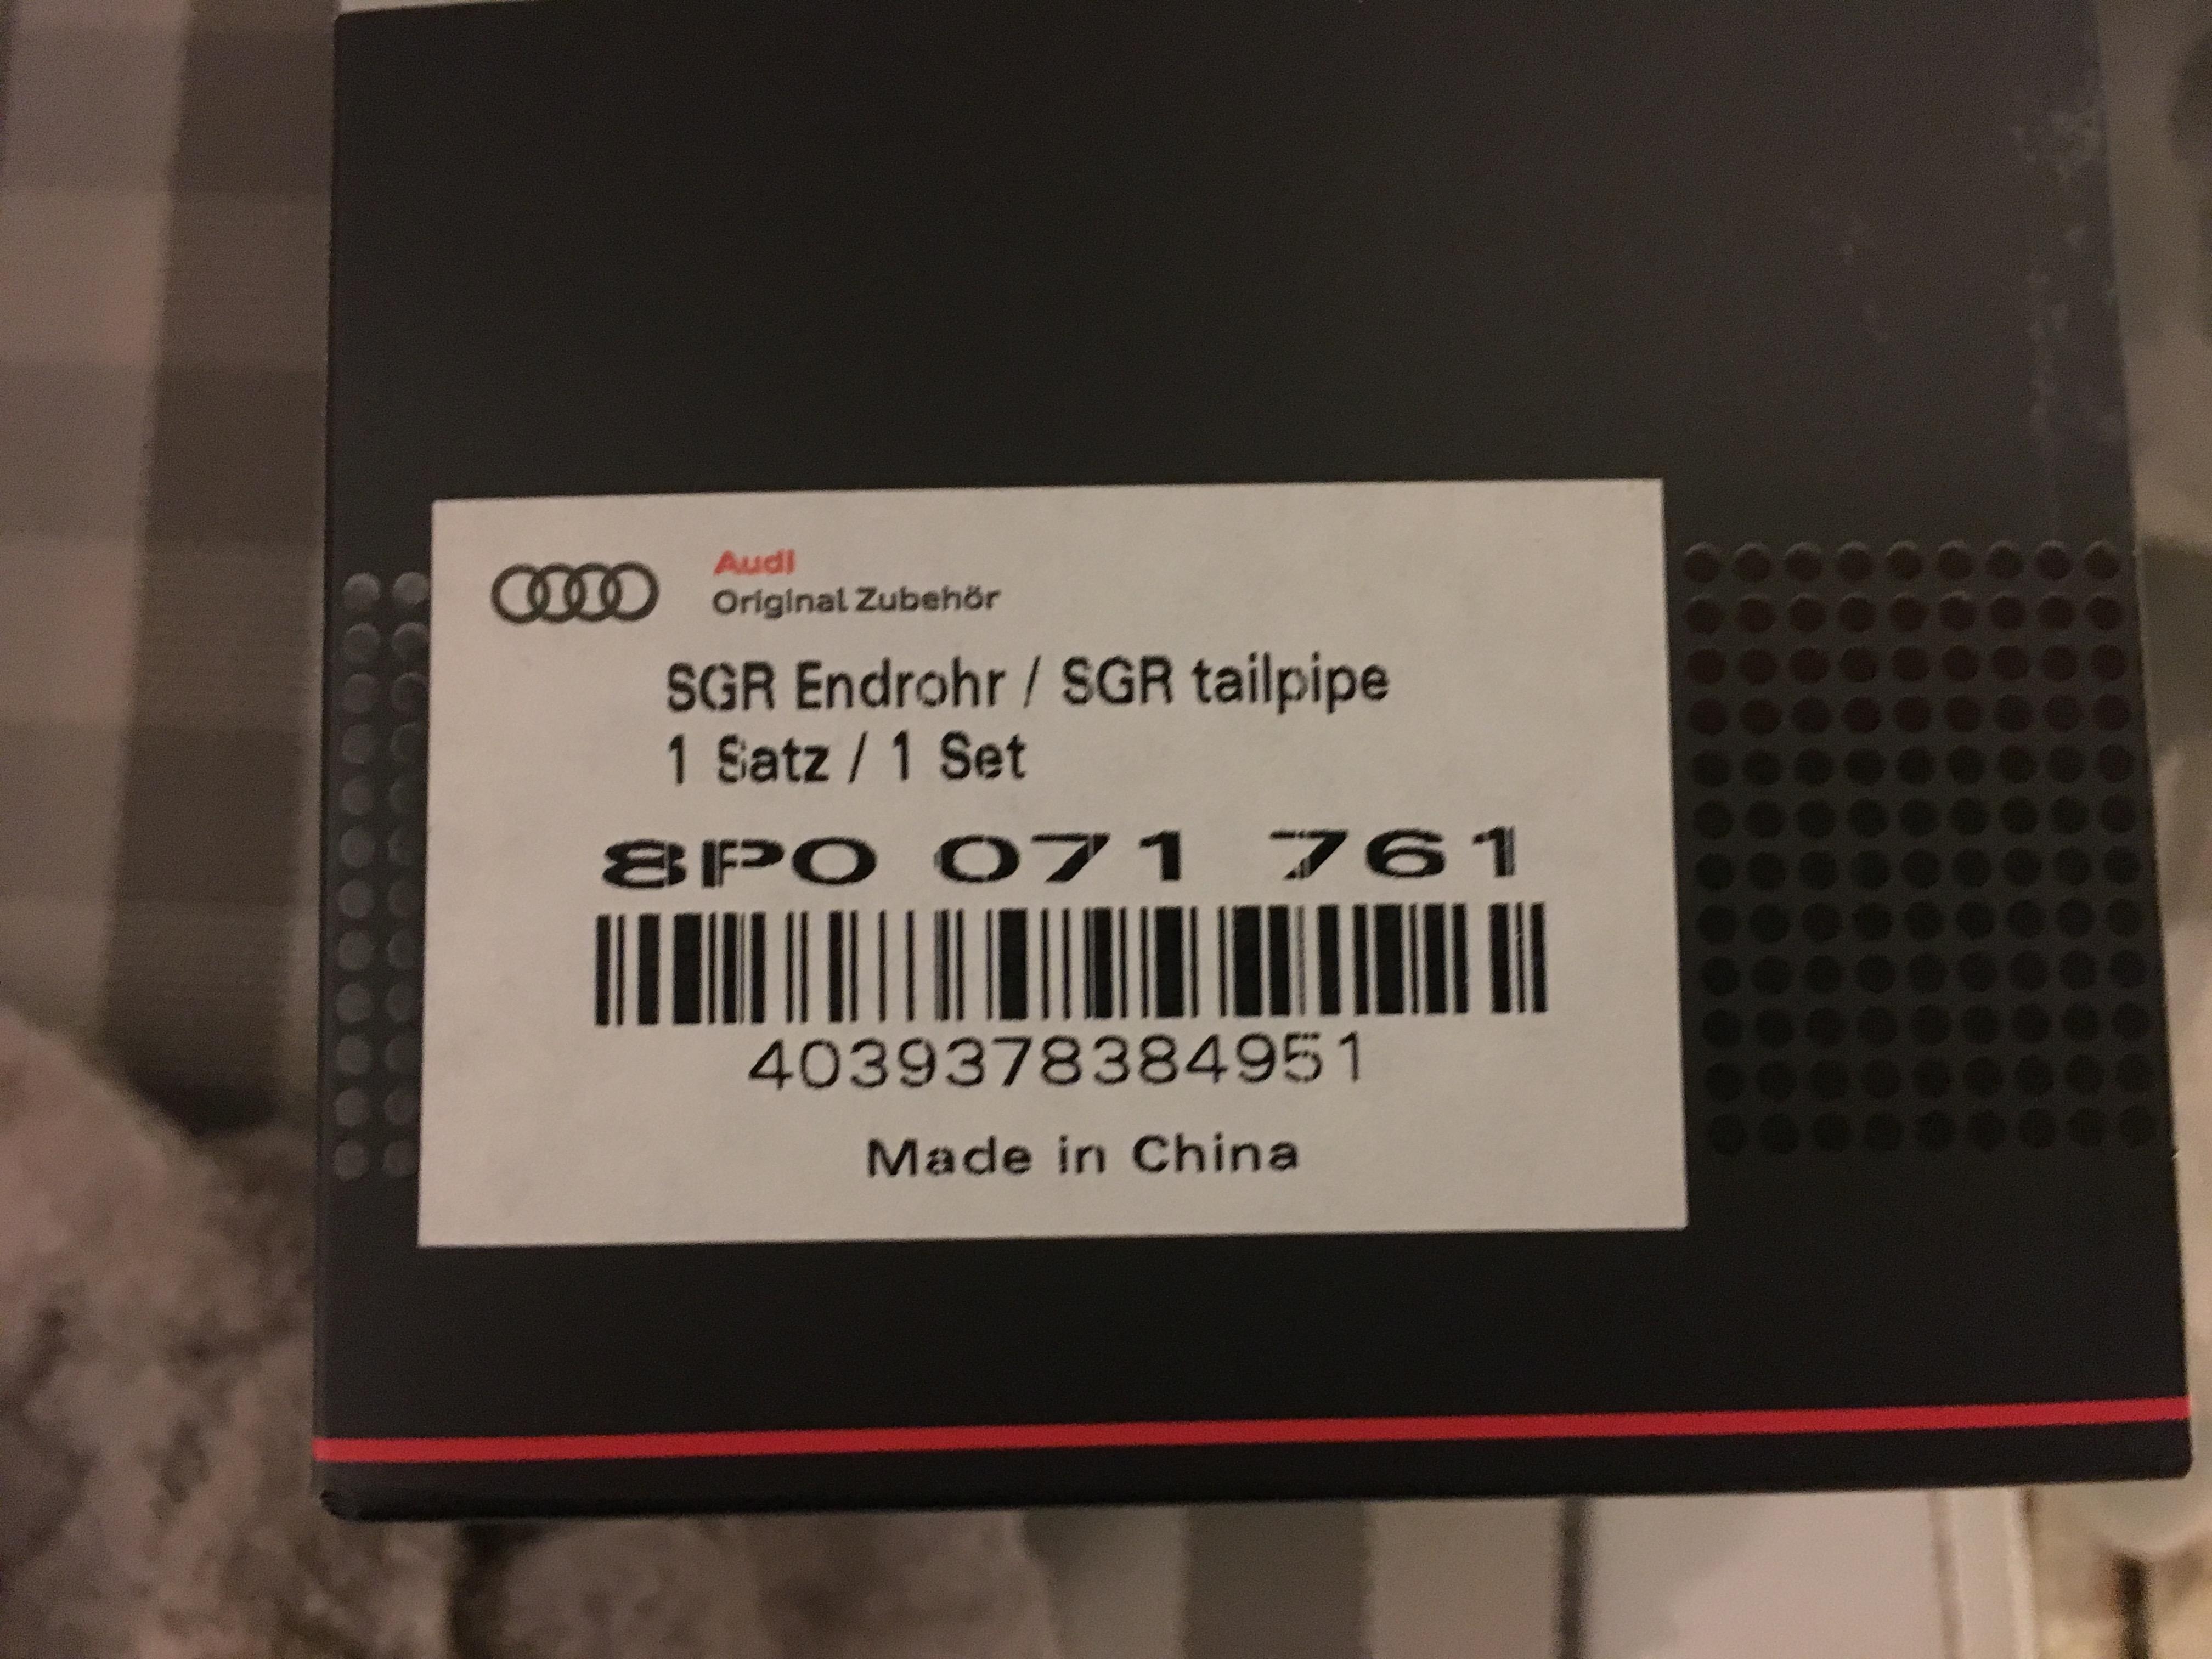 Audi
Original Zubehör
SGR Endrohr / SGR tailpipe
1 Satz / 1 Set
8P0 071 761
4039378384951
Made in China